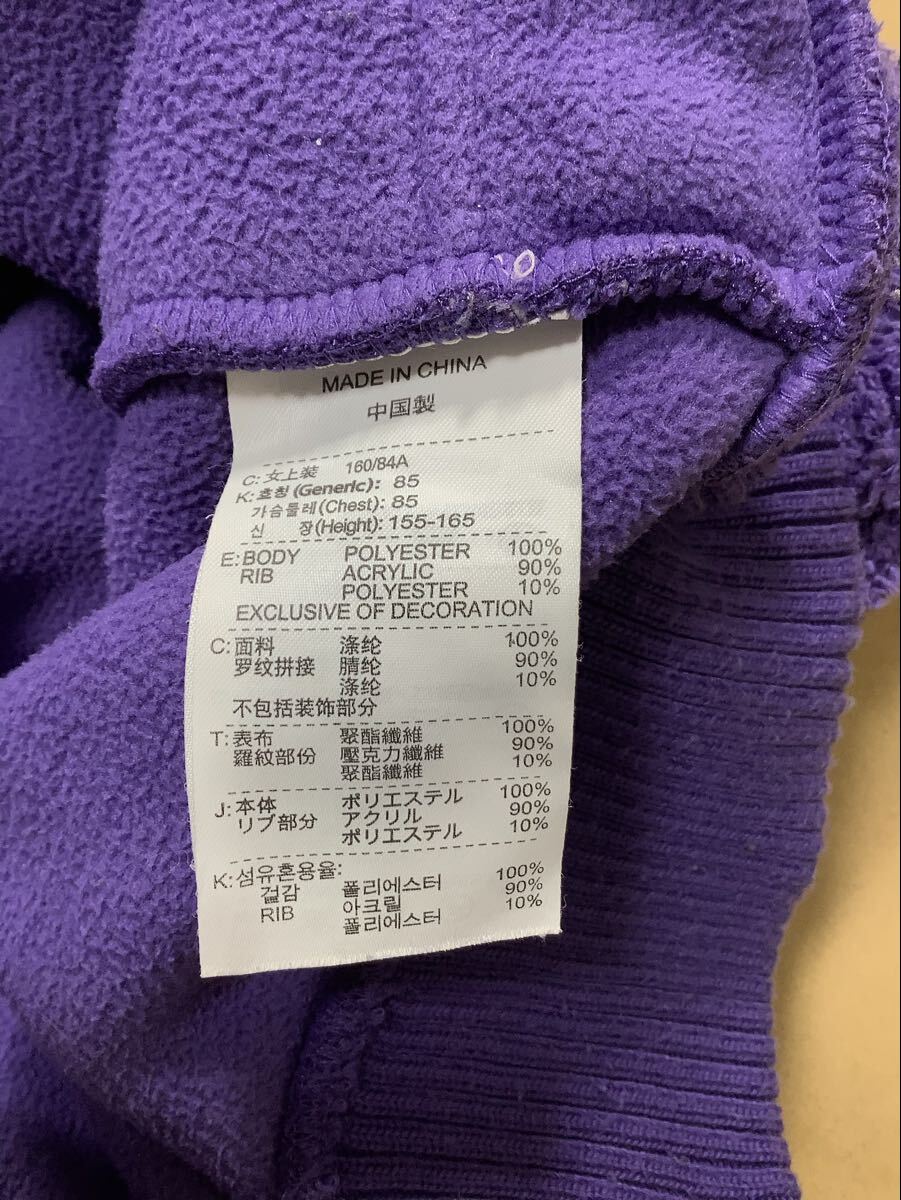 MADE IN CHINA
中国製
C: 女上装 160/84A
K: 호칭 (Generic): 85
가슴둘레(Chest): 85
신 장(Height): 155-165
E: BODY POLYESTER 100%
RIB ACRYLIC 90%
POLYESTER 10%
EXCLUSIVE OF DECORATION
C: 面料 涤纶 100%
罗纹拼接 腈纶 90%
涤纶 10%
不包括装饰部分
T: 表布 聚酯纖維 100%
羅紋部份 壓克力纖維 90%
聚酯纖維 10%
J: 本体 ポリエステル 100%
リブ部分 アクリル 90%
ポリエステル 10%
K: 섬유혼용율:
겉감 폴리에스터 100%
RIB 아크릴 90%
폴리에스터 10%